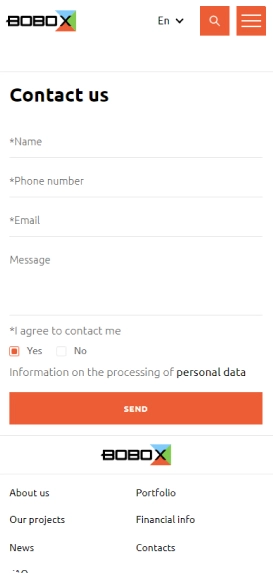 BOBOX
En
Contact us
*Name
*Phone number
*Email
Message
*I agree to contact me
Yes No
Information on the processing of personal data
SEND
BOBOX
About us Portfolio
Our projects Financial info
News Contacts